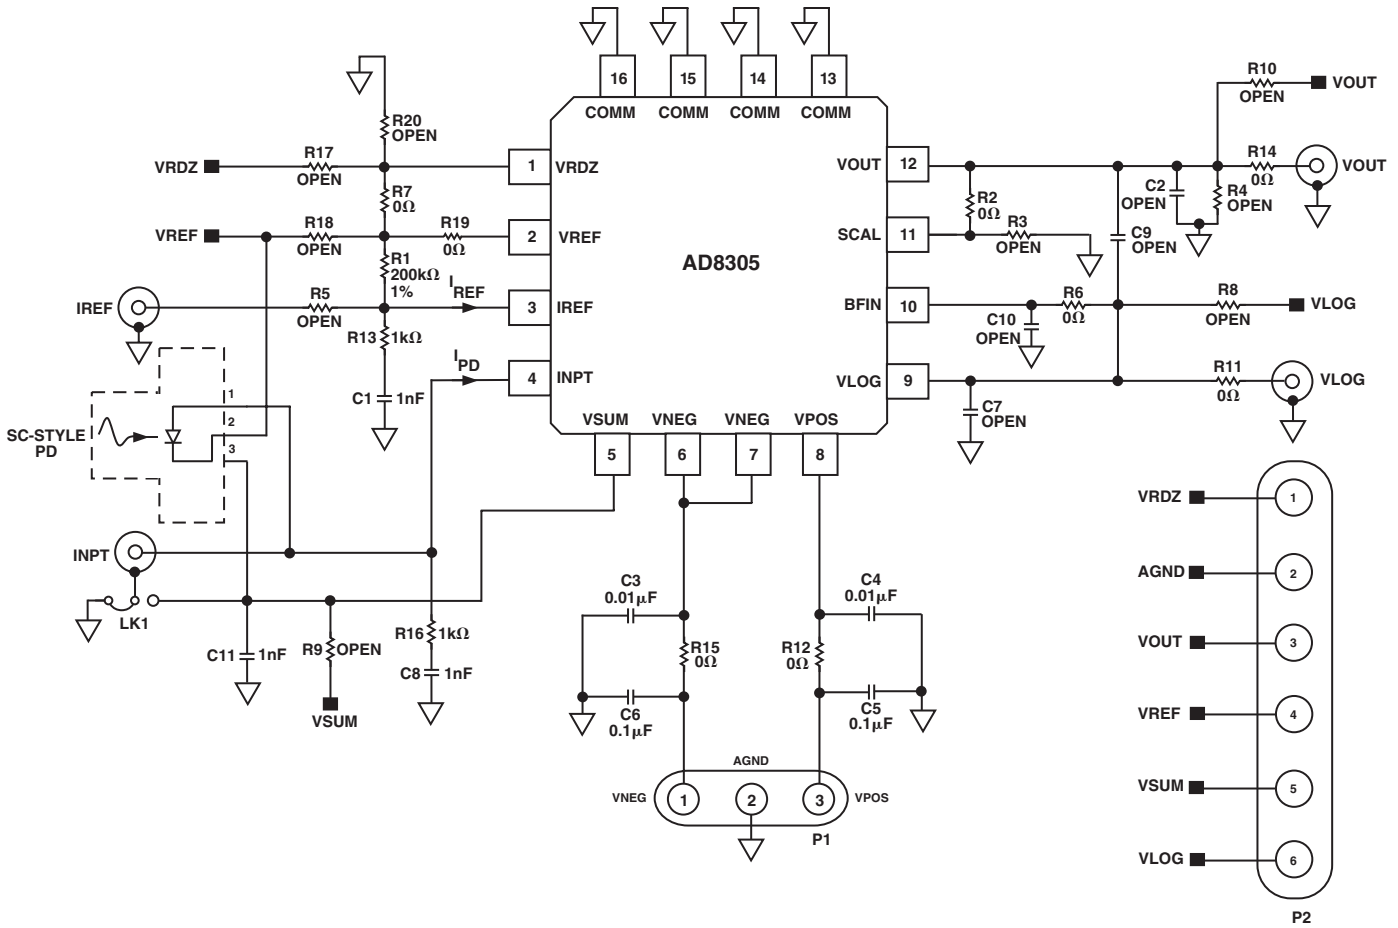 16
15
14
13
COMM
COMM
COMM
COMM
AD8305
VRDZ
R17
OPEN
R20
OPEN
1
VRDZ
R7
0Ω
VREF
R18
OPEN
R19
0Ω
2
VREF
R1
200kΩ
1%
IREF
R5
OPEN
IREF
3
IREF
R13
1kΩ
IPD
4
INPT
C1
1nF
SC-STYLE
PD
1
2
3
INPT
LK1
C11
1nF
R9
OPEN
VSUM
R16
1kΩ
C8
1nF
VSUM
VNEG
VNEG
VPOS
5
6
7
8
C3
0.01µF
C4
0.01µF
R15
0Ω
R12
0Ω
C6
0.1µF
C5
0.1µF
AGND
VNEG
1
2
3
VPOS
P1
VOUT
12
SCAL
11
BFIN
10
VLOG
9
R2
0Ω
R3
OPEN
C2
OPEN
R4
OPEN
R10
OPEN
VOUT
R14
0Ω
VOUT
C9
OPEN
C10
OPEN
R6
0Ω
R8
OPEN
VLOG
C7
OPEN
R11
0Ω
VLOG
VRDZ
1
AGND
2
VOUT
3
VREF
4
VSUM
5
VLOG
6
P2